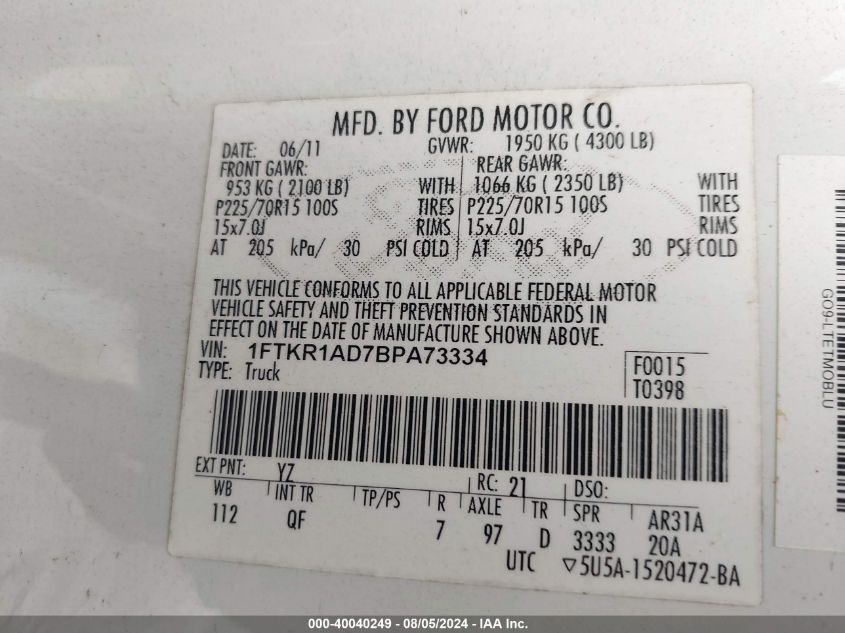 MFD. BY FORD MOTOR CO.
DATE: 06/11 GVWR: 1950 KG ( 4300 LB)
FRONT GAWR: REAR GAWR:
953 KG ( 2100 LB) WITH 1066 KG ( 2350 LB) WITH
P225/70R15 100S TIRES P225/70R15 100S TIRES
15x7.0J RIMS 15x7.0J RIMS
AT 205 kPa/ 30 PSI COLD AT 205 kPa/ 30 PSI COLD
THIS VEHICLE CONFORMS TO ALL APPLICABLE FEDERAL MOTOR
VEHICLE SAFETY AND THEFT PREVENTION STANDARDS IN
EFFECT ON THE DATE OF MANUFACTURE SHOWN ABOVE.
VIN: 1FTKR1AD7BPA73334 F0015
TYPE: Truck T0398
EXT PNT: YZ RC: 21 DSO:
WB INT TR TP/PS R AXLE TR SPR AR31A
112 QF 7 97 D 3333 20A
UTC ▽5U5A-1520472-BA
GO9-LTETMOBLU
000-40040249 - 08/05/2024 - IAA Inc.